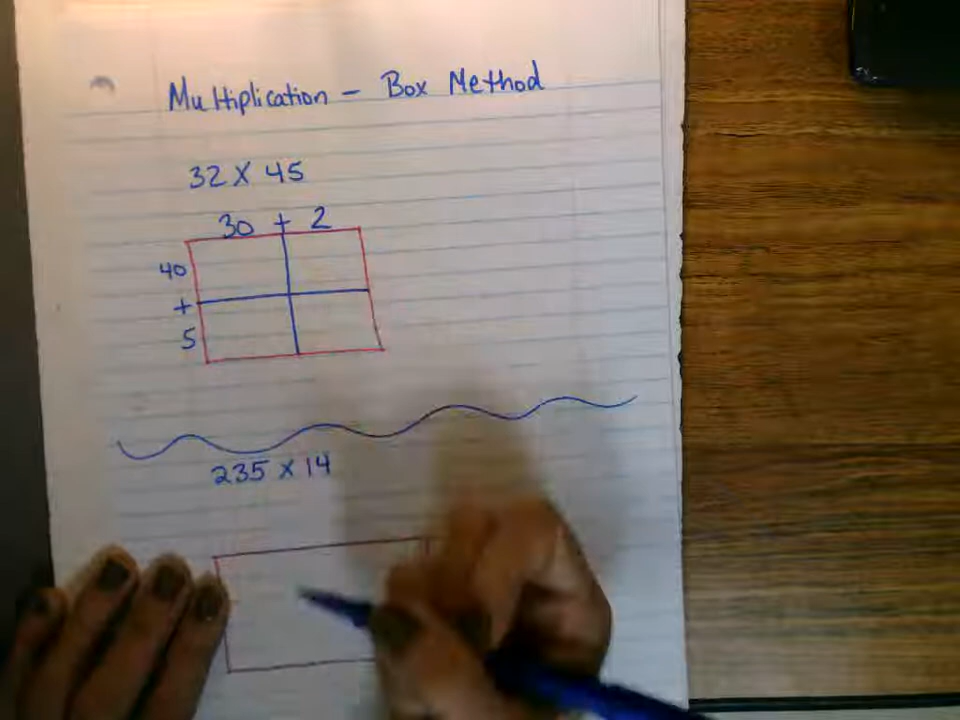 Multiplication - Box Method
32 X 45
30 + 2
40
+
5
235 x 14